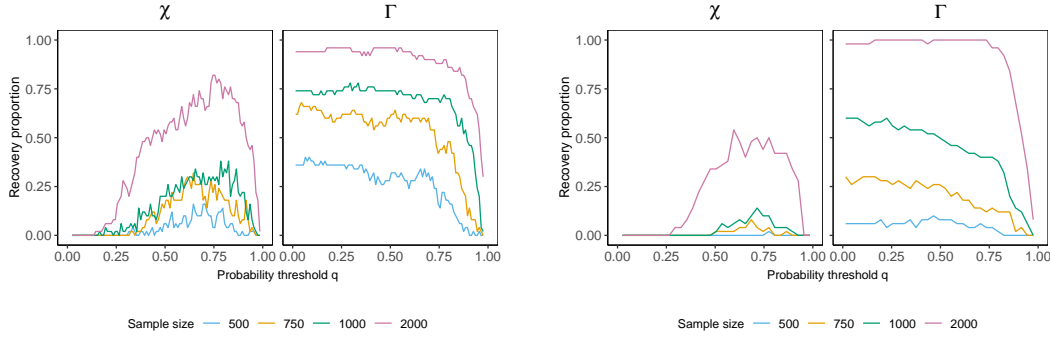 χ Γ
1.00
0.75
0.50
0.25
0.00
Recovery proportion
0.00 0.25 0.50 0.75 1.00 0.00 0.25 0.50 0.75 1.00
Probability threshold q
Sample size 500 750 1000 2000
χ Γ
1.00
0.75
0.50
0.25
0.00
Recovery proportion
0.00 0.25 0.50 0.75 1.00 0.00 0.25 0.50 0.75 1.00
Probability threshold q
Sample size 500 750 1000 2000